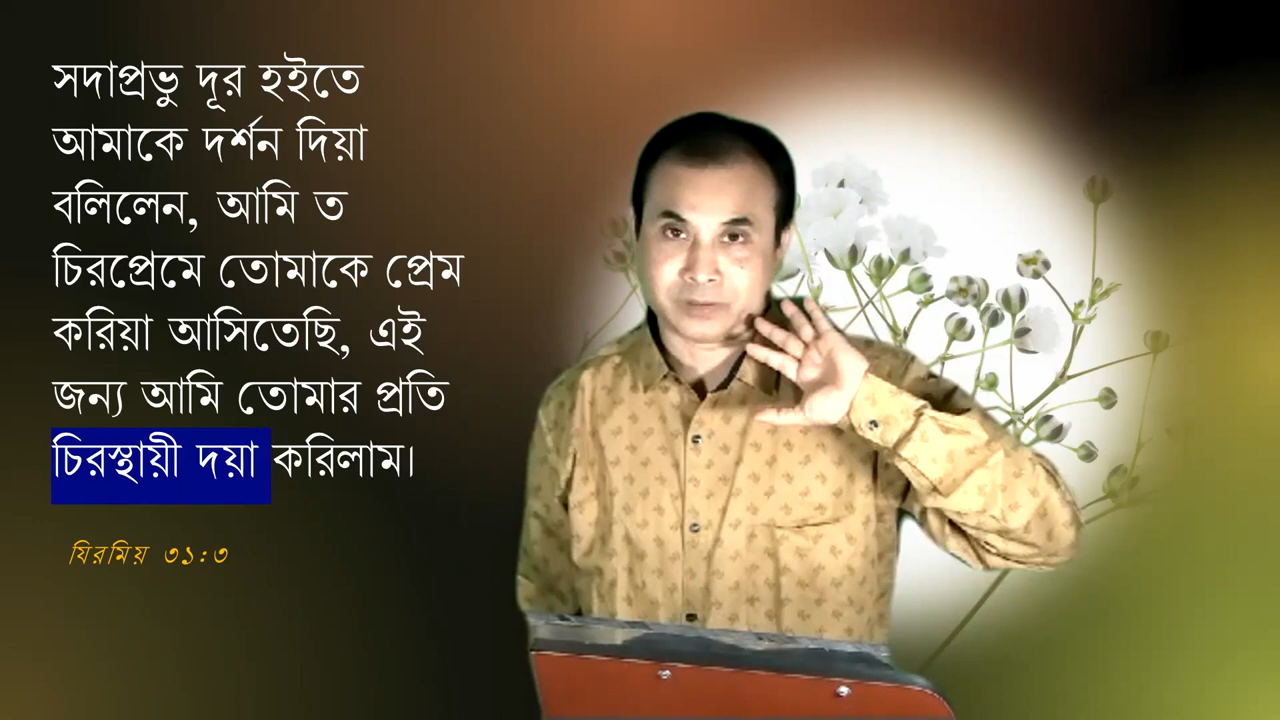 সদাপ্রভু দূর হইতে
আমাকে দর্শন দিয়া
বলিলেন, আমি ত
চিরপ্রেমে তোমাকে প্রেম
করিয়া আসিতেছি, এই
জন্য আমি তোমার প্রতি
চিরস্থায়ী দয়া করিলাম।
যিরমিয় ৩১:৩